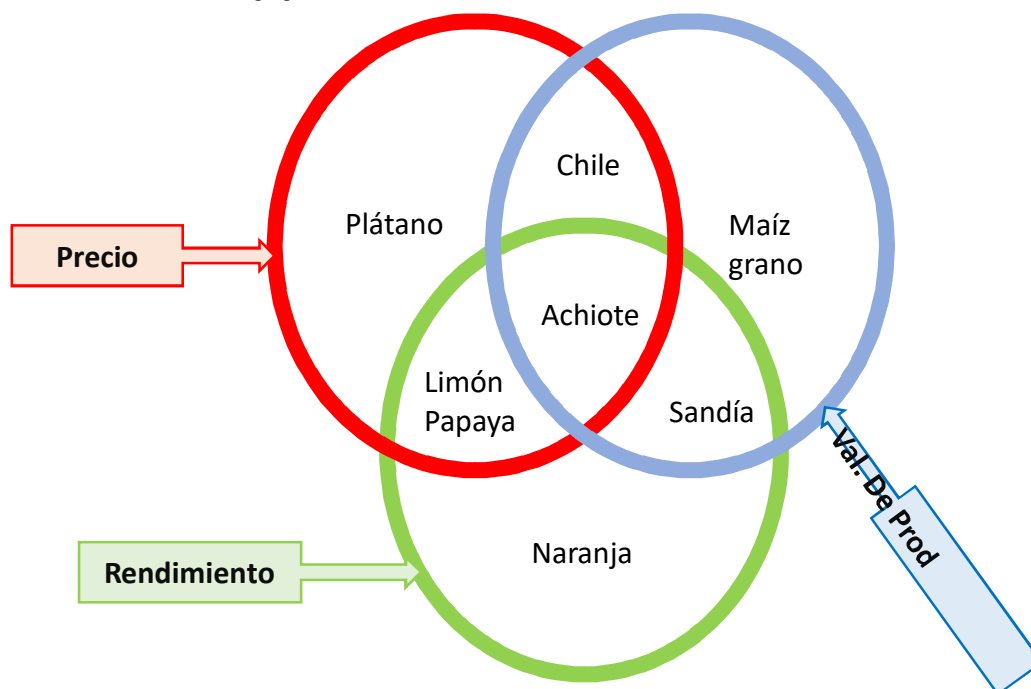 Chile
Plátano
Maíz
grano
Precio
Achiote
Limón
Papaya
Sandía
Val. De Prod
Naranja
Rendimiento